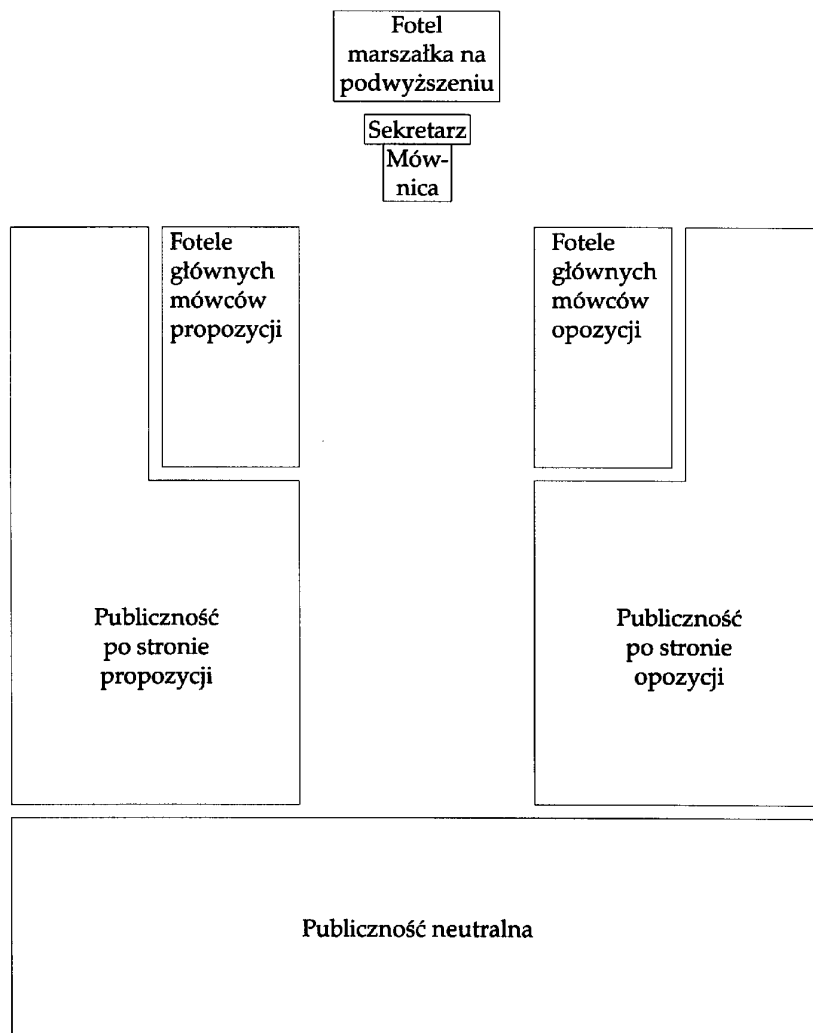 Fotel
marszałka na
podwyższeniu
Sekretarz
Mów-
nica
Fotele
głównych
mówców
propozycji
Fotele
głównych
mówców
opozycji
Publiczność
po stronie
propozycji
Publiczność
po stronie
opozycji
Publiczność neutralna